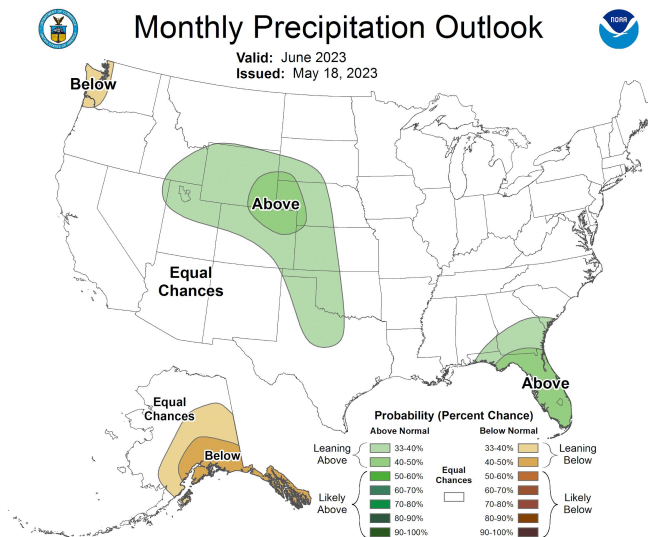 Monthly Precipitation Outlook
NOAA
Valid: June 2023
Issued: May 18, 2023
Below
Above
Equal
Chances
Above
Equal
Chances
Below
Probability (Percent Chance)
Above Normal
Below Normal
Leaning
Above
33-40%
40-50%
50-60%
60-70%
70-80%
80-90%
90-100%
Likely
Above
Equal
Chances
33-40%
40-50%
50-60%
60-70%
70-80%
80-90%
90-100%
Leaning
Below
Likely
Below